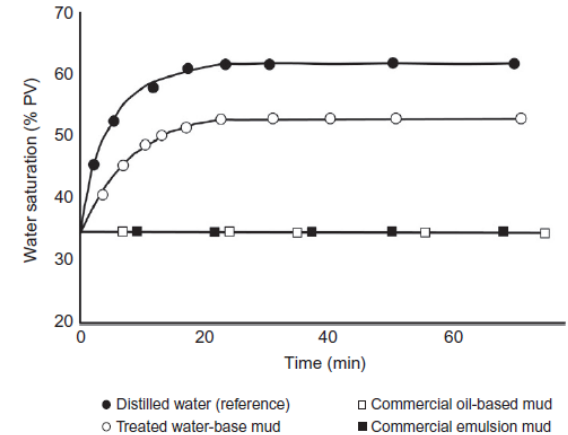 70
60
50
40
30
20
Water saturation (% PV)
0 20 40 60
Time (min)
Distilled water (reference) Commercial oil-based mud
Treated water-base mud Commercial emulsion mud